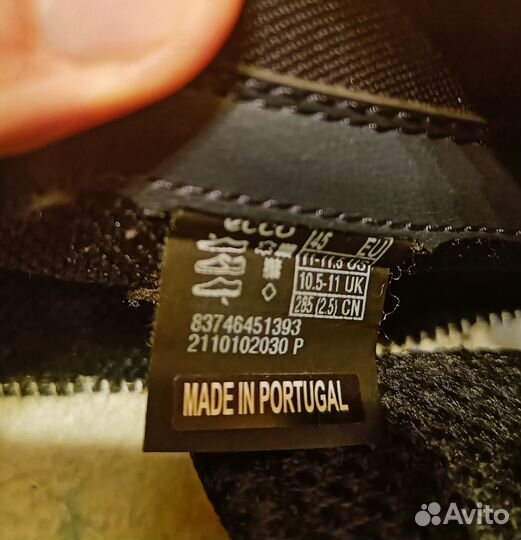 ecco
45 EU
11-11.5 US
10.5-11 UK
285 (2.5) CN
83746451393
2110102030 P
MADE IN PORTUGAL
Avito